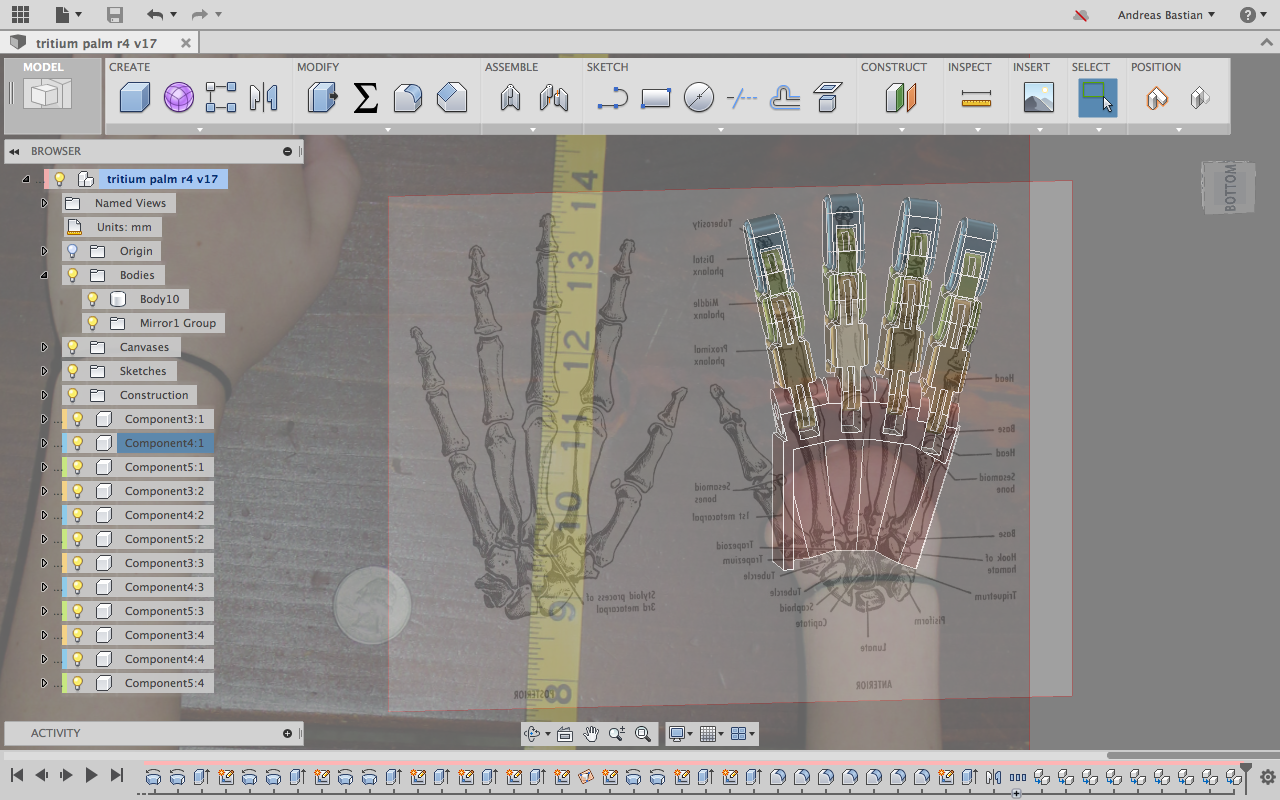 Andreas Bastian
tritium palm r4 v17
MODEL
CREATE
MODIFY
ASSEMBLE
SKETCH
CONSTRUCT
INSPECT
INSERT
SELECT
POSITION
BROWSER
tritium palm r4 v17
Named Views
Units: mm
Origin
Bodies
Body10
Mirror1 Group
Canvases
Sketches
Construction
Component3:1
Component4:1
Component5:1
Component3:2
Component4:2
Component5:2
Component3:3
Component4:3
Component5:3
Component3:4
Component4:4
Component5:4
BOTTOM
14
13
12
11
10
9
8
Tuberosity
Distal
phalanx
Middle
phalanx
Proximal
phalanx
Head
Base
Head
Sesamoid
bone
Sesamoid
bones
1st metacarpal
Trapezoid
Trapezium
Tubercle
Tubercle
Scaphoid
Capitate
Lunate
Pisiform
Base
Hook of
hamate
Triquetrum
Styloid process of
3rd metacarpal
POSTERIOR
ANTERIOR
ACTIVITY